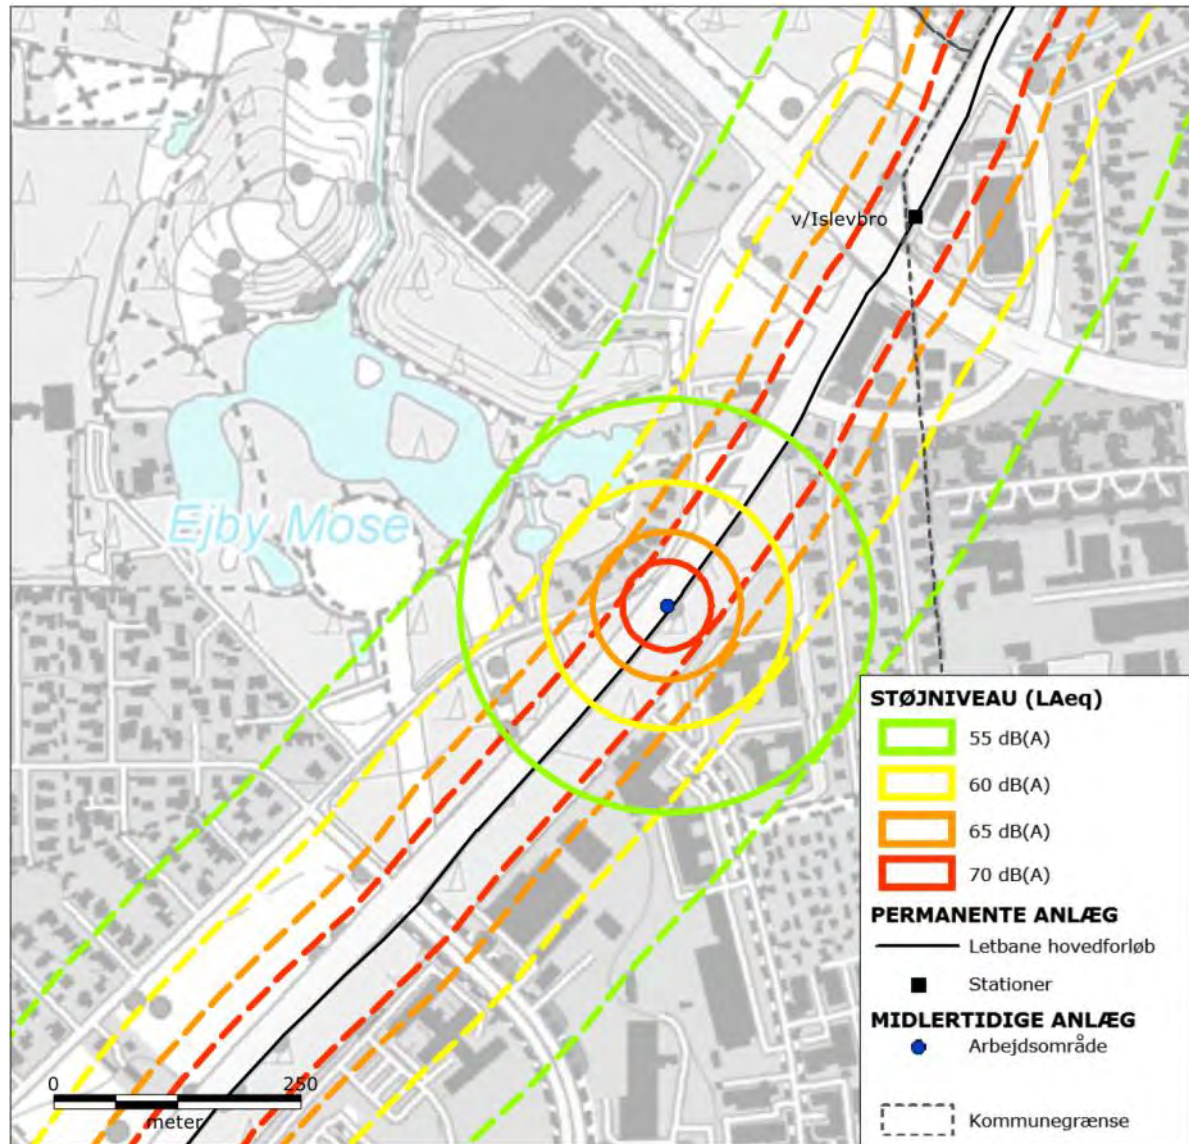 v/Islevbro
Ejby Mose
STØJNIVEAU (LAeq)
55 dB(A)
60 dB(A)
65 dB(A)
70 dB(A)
PERMANENTE ANLÆG
Letbane hovedforløb
Stationer
MIDLERTIDIGE ANLÆG
Arbejdsområde
Kommunegrænse
0 250
meter